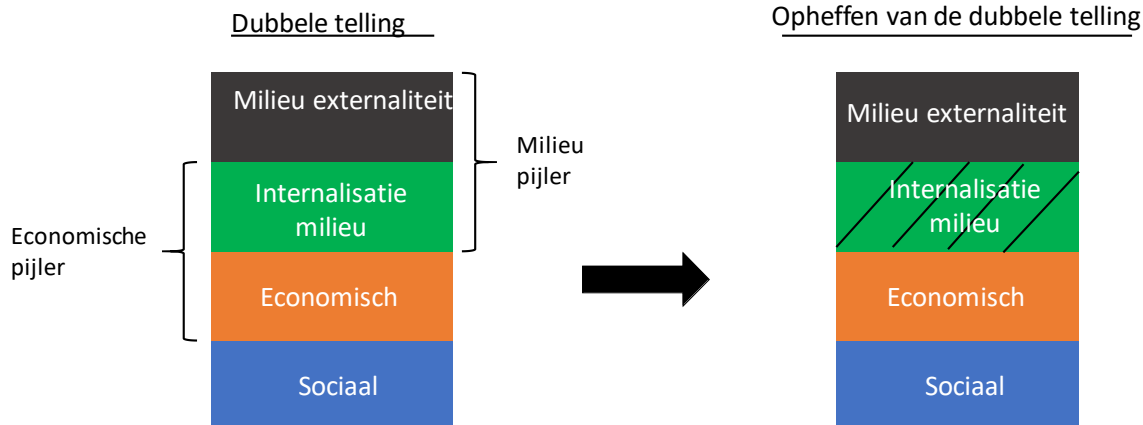 Dubbele telling
Opheffen van de dubbele telling
Milieu externaliteit
Internalisatie
milieu
Economisch
Sociaal
Economische
pijler
Milieu
pijler
Milieu externaliteit
Internalisatie
milieu
Economisch
Sociaal